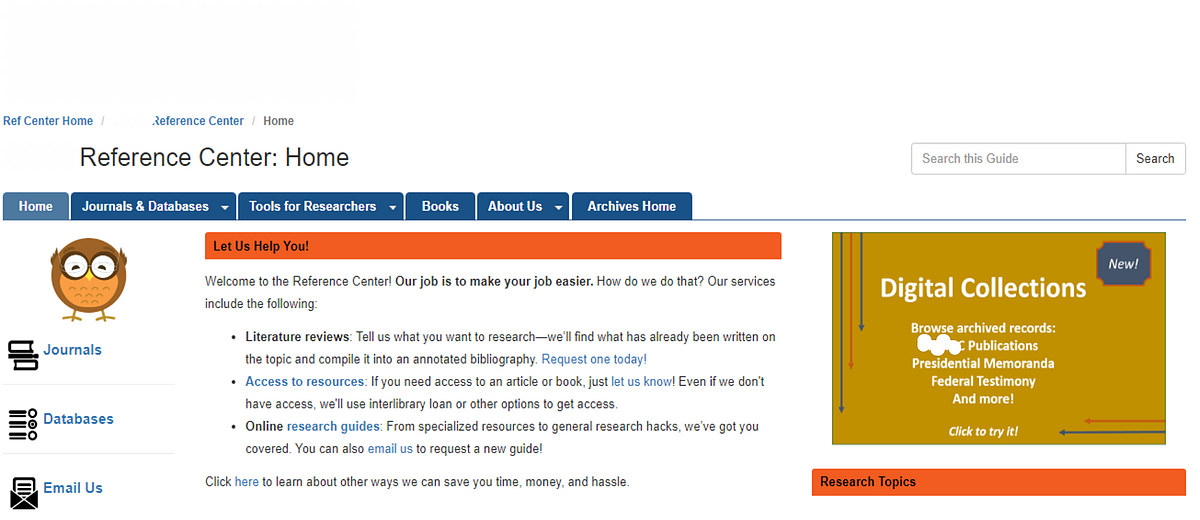 Ref Center Home / Reference Center / Home
Reference Center: Home
Search this Guide
Search
Home
Journals & Databases
Tools for Researchers
Books
About Us
Archives Home
Journals
Databases
Email Us
Let Us Help You!
Welcome to the Reference Center! Our job is to make your job easier. How do we do that? Our services
include the following:
• Literature reviews: Tell us what you want to research—we'll find what has already been written on
the topic and compile it into an annotated bibliography. Request one today!
• Access to resources: If you need access to an article or book, just let us know! Even if we don't
have access, we'll use interlibrary loan or other options to get access.
• Online research guides: From specialized resources to general research hacks, we've got you
covered. You can also email us to request a new guide!
Click here to learn about other ways we can save you time, money, and hassle.
New!
Digital Collections
Browse archived records:
C Publications
Presidential Memoranda
Federal Testimony
And more!
Click to try it!
Research Topics